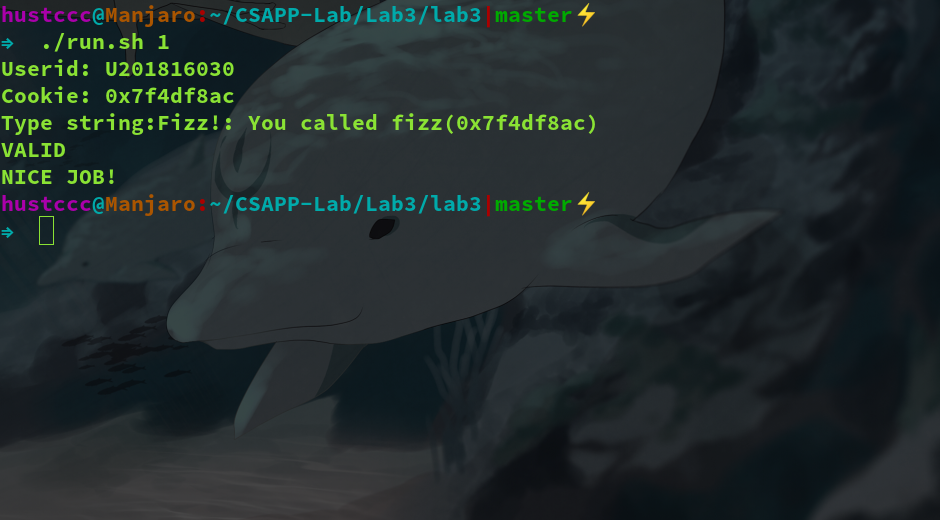 hustccc@Manjaro:~/CSAPP-Lab/Lab3/lab3|master⚡
⇒  ./run.sh 1
Userid: U201816030
Cookie: 0x7f4df8ac
Type string:Fizz!: You called fizz(0x7f4df8ac)
VALID
NICE JOB!
hustccc@Manjaro:~/CSAPP-Lab/Lab3/lab3|master⚡
⇒